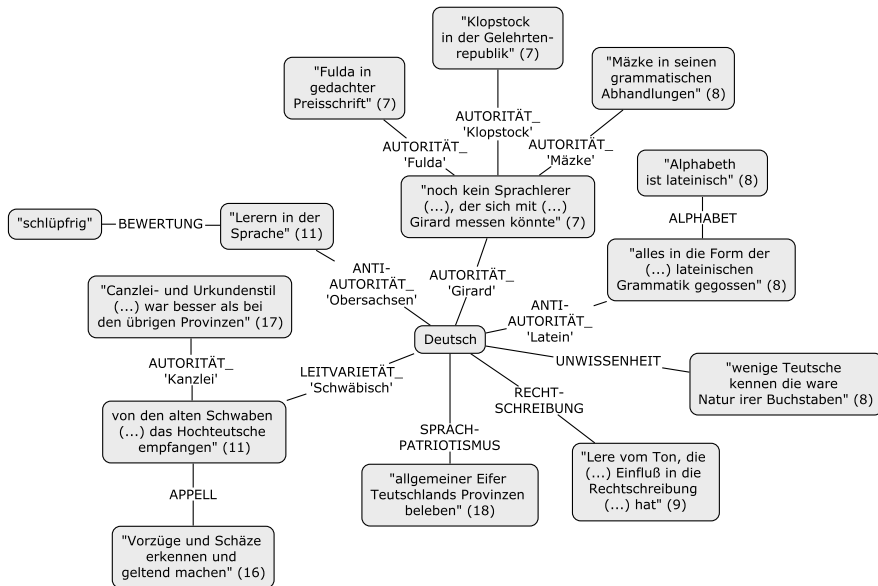 "Klopstock
in der Gelehrten-
republik" (7)
"Fulda in
gedachter
Preisschrift" (7)
"Mäzke in seinen
grammatischen
Abhandlungen" (8)
AUTORITÄT_
'Klopstock'
AUTORITÄT_
'Fulda'
AUTORITÄT_
'Mäzke'
"Alphabeth
ist lateinisch" (8)
"noch kein Sprachlerer
(...), der sich mit (...)
Girard messen könnte" (7)
ALPHABET
"schlüpfrig"
BEWERTUNG
"Lerern in der
Sprache" (11)
"alles in die Form der
(...) lateinischen
Grammatik gegossen" (8)
ANTI-
AUTORITÄT_
'Obersachsen'
AUTORITÄT_
'Girard'
ANTI-
AUTORITÄT_
'Latein'
"Canzlei- und Urkundenstil
(...) war besser als bei
den übrigen Provinzen" (17)
Deutsch
AUTORITÄT_
'Kanzlei'
LEITVARIETÄT_
'Schwäbisch'
UNWISSENHEIT
"wenige Teutsche
kennen die ware
Natur irer Buchstaben" (8)
RECHT-
SCHREIBUNG
von den alten Schwaben
(...) das Hochteutsche
empfangen" (11)
SPRACH-
PATRIOTISMUS
"Lere vom Ton, die
(...) Einfluß in die
Rechtschreibung
(...) hat" (9)
"allgemeiner Eifer
Teutschlands Provinzen
beleben" (18)
APPELL
"Vorzüge und Schäze
erkennen und
geltend machen" (16)